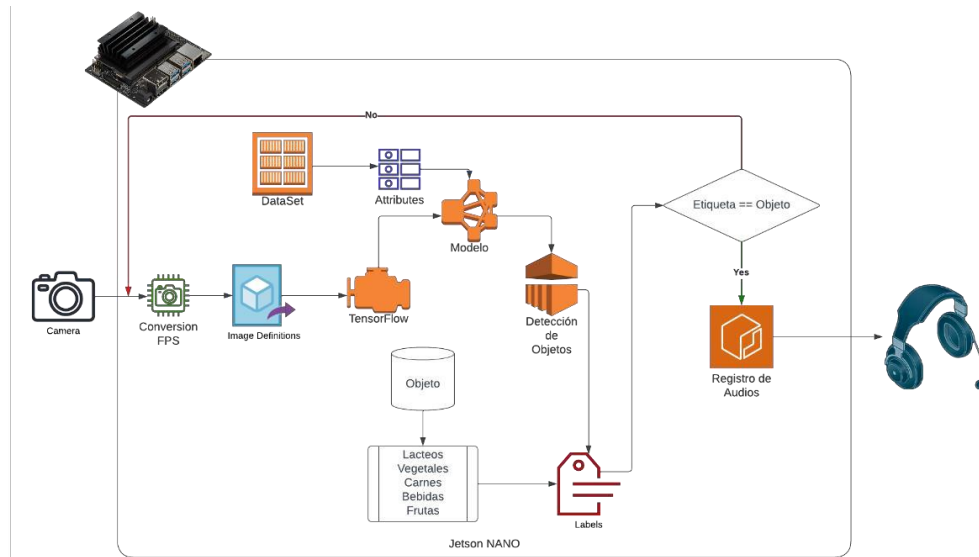 No
DataSet
Attributes
Modelo
Etiqueta == Objeto
Yes
Camera
Conversion
FPS
Image Definitions
TensorFlow
Detección
de
Objetos
Registro de
Audios
Objeto
Lacteos
Vegetales
Carnes
Bebidas
Frutas
Labels
Jetson NANO